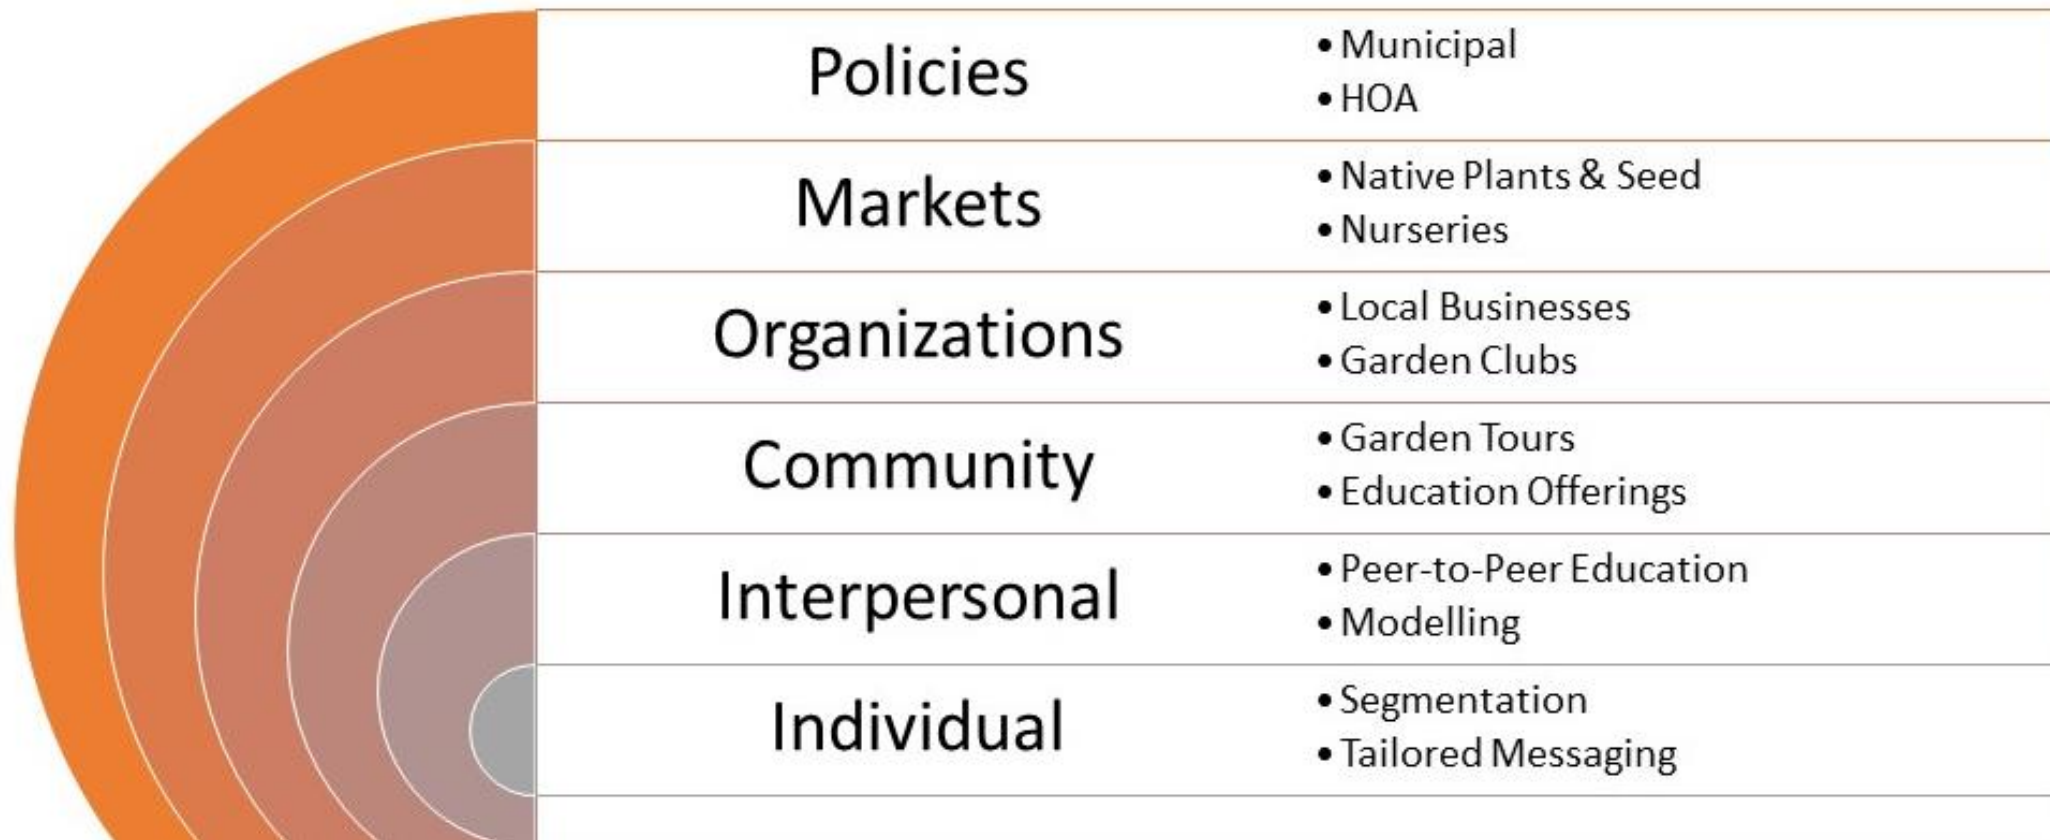 Policies
• Municipal
• HOA
Markets
• Native Plants & Seed
• Nurseries
Organizations
• Local Businesses
• Garden Clubs
Community
• Garden Tours
• Education Offerings
Interpersonal
• Peer-to-Peer Education
• Modelling
Individual
• Segmentation
• Tailored Messaging